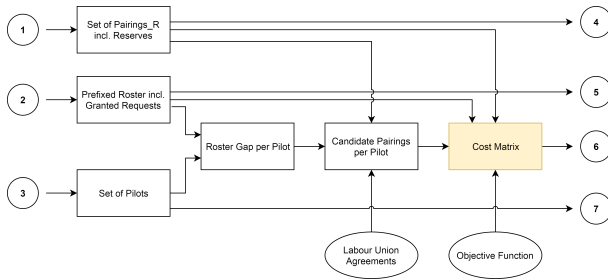 1
Set of Pairings_R
incl. Reserves
4
2
Prefixed Roster incl.
Granted Requests
5
Roster Gap per Pilot
Candidate Pairings
per Pilot
Cost Matrix
6
3
Set of Pilots
7
Labour Union
Agreements
Objective Function